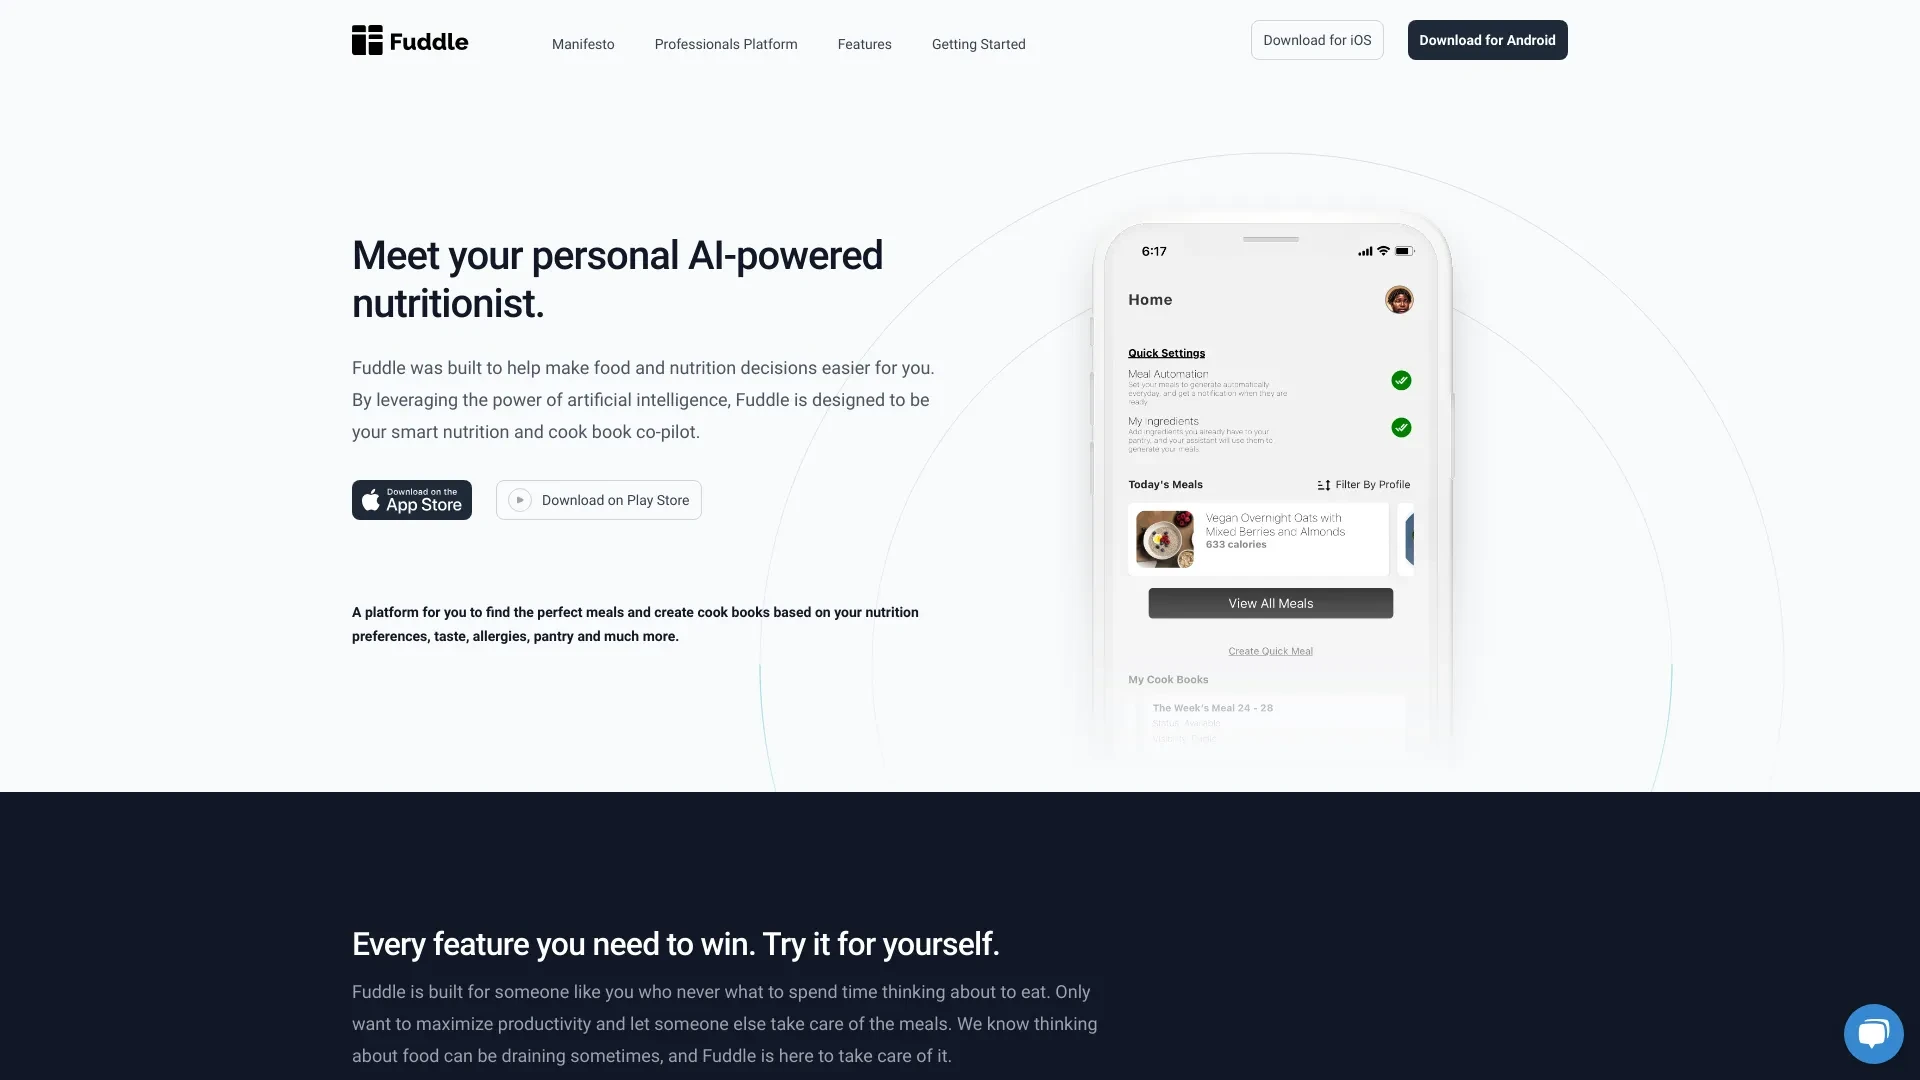 Fuddle
Manifesto
Professionals Platform
Features
Getting Started
Download for iOS
Download for Android
Meet your personal AI-powered
nutritionist.
Fuddle was built to help make food and nutrition decisions easier for you.
By leveraging the power of artificial intelligence, Fuddle is designed to be
your smart nutrition and cook book co-pilot.
Download on the
App Store
Download on Play Store
A platform for you to find the perfect meals and create cook books based on your nutrition
preferences, taste, allergies, pantry and much more.
6:17
Home
Quick Settings
Meal Automation
Set your meals to generate automatically
everyday, and get a notification when they are
ready
My Ingredients
Add ingredients you already have to your
pantry, and your assistant will use them to
generate your meals
Today's Meals
Filter By Profile
Vegan Overnight Oats with
Mixed Berries and Almonds
633 calories
View All Meals
Create Quick Meal
My Cook Books
The Week's Meal 24 - 28
Status: Available
Every feature you need to win. Try it for yourself.
Fuddle is built for someone like you who never what to spend time thinking about to eat. Only
want to maximize productivity and let someone else take care of the meals. We know thinking
about food can be draining sometimes, and Fuddle is here to take care of it.